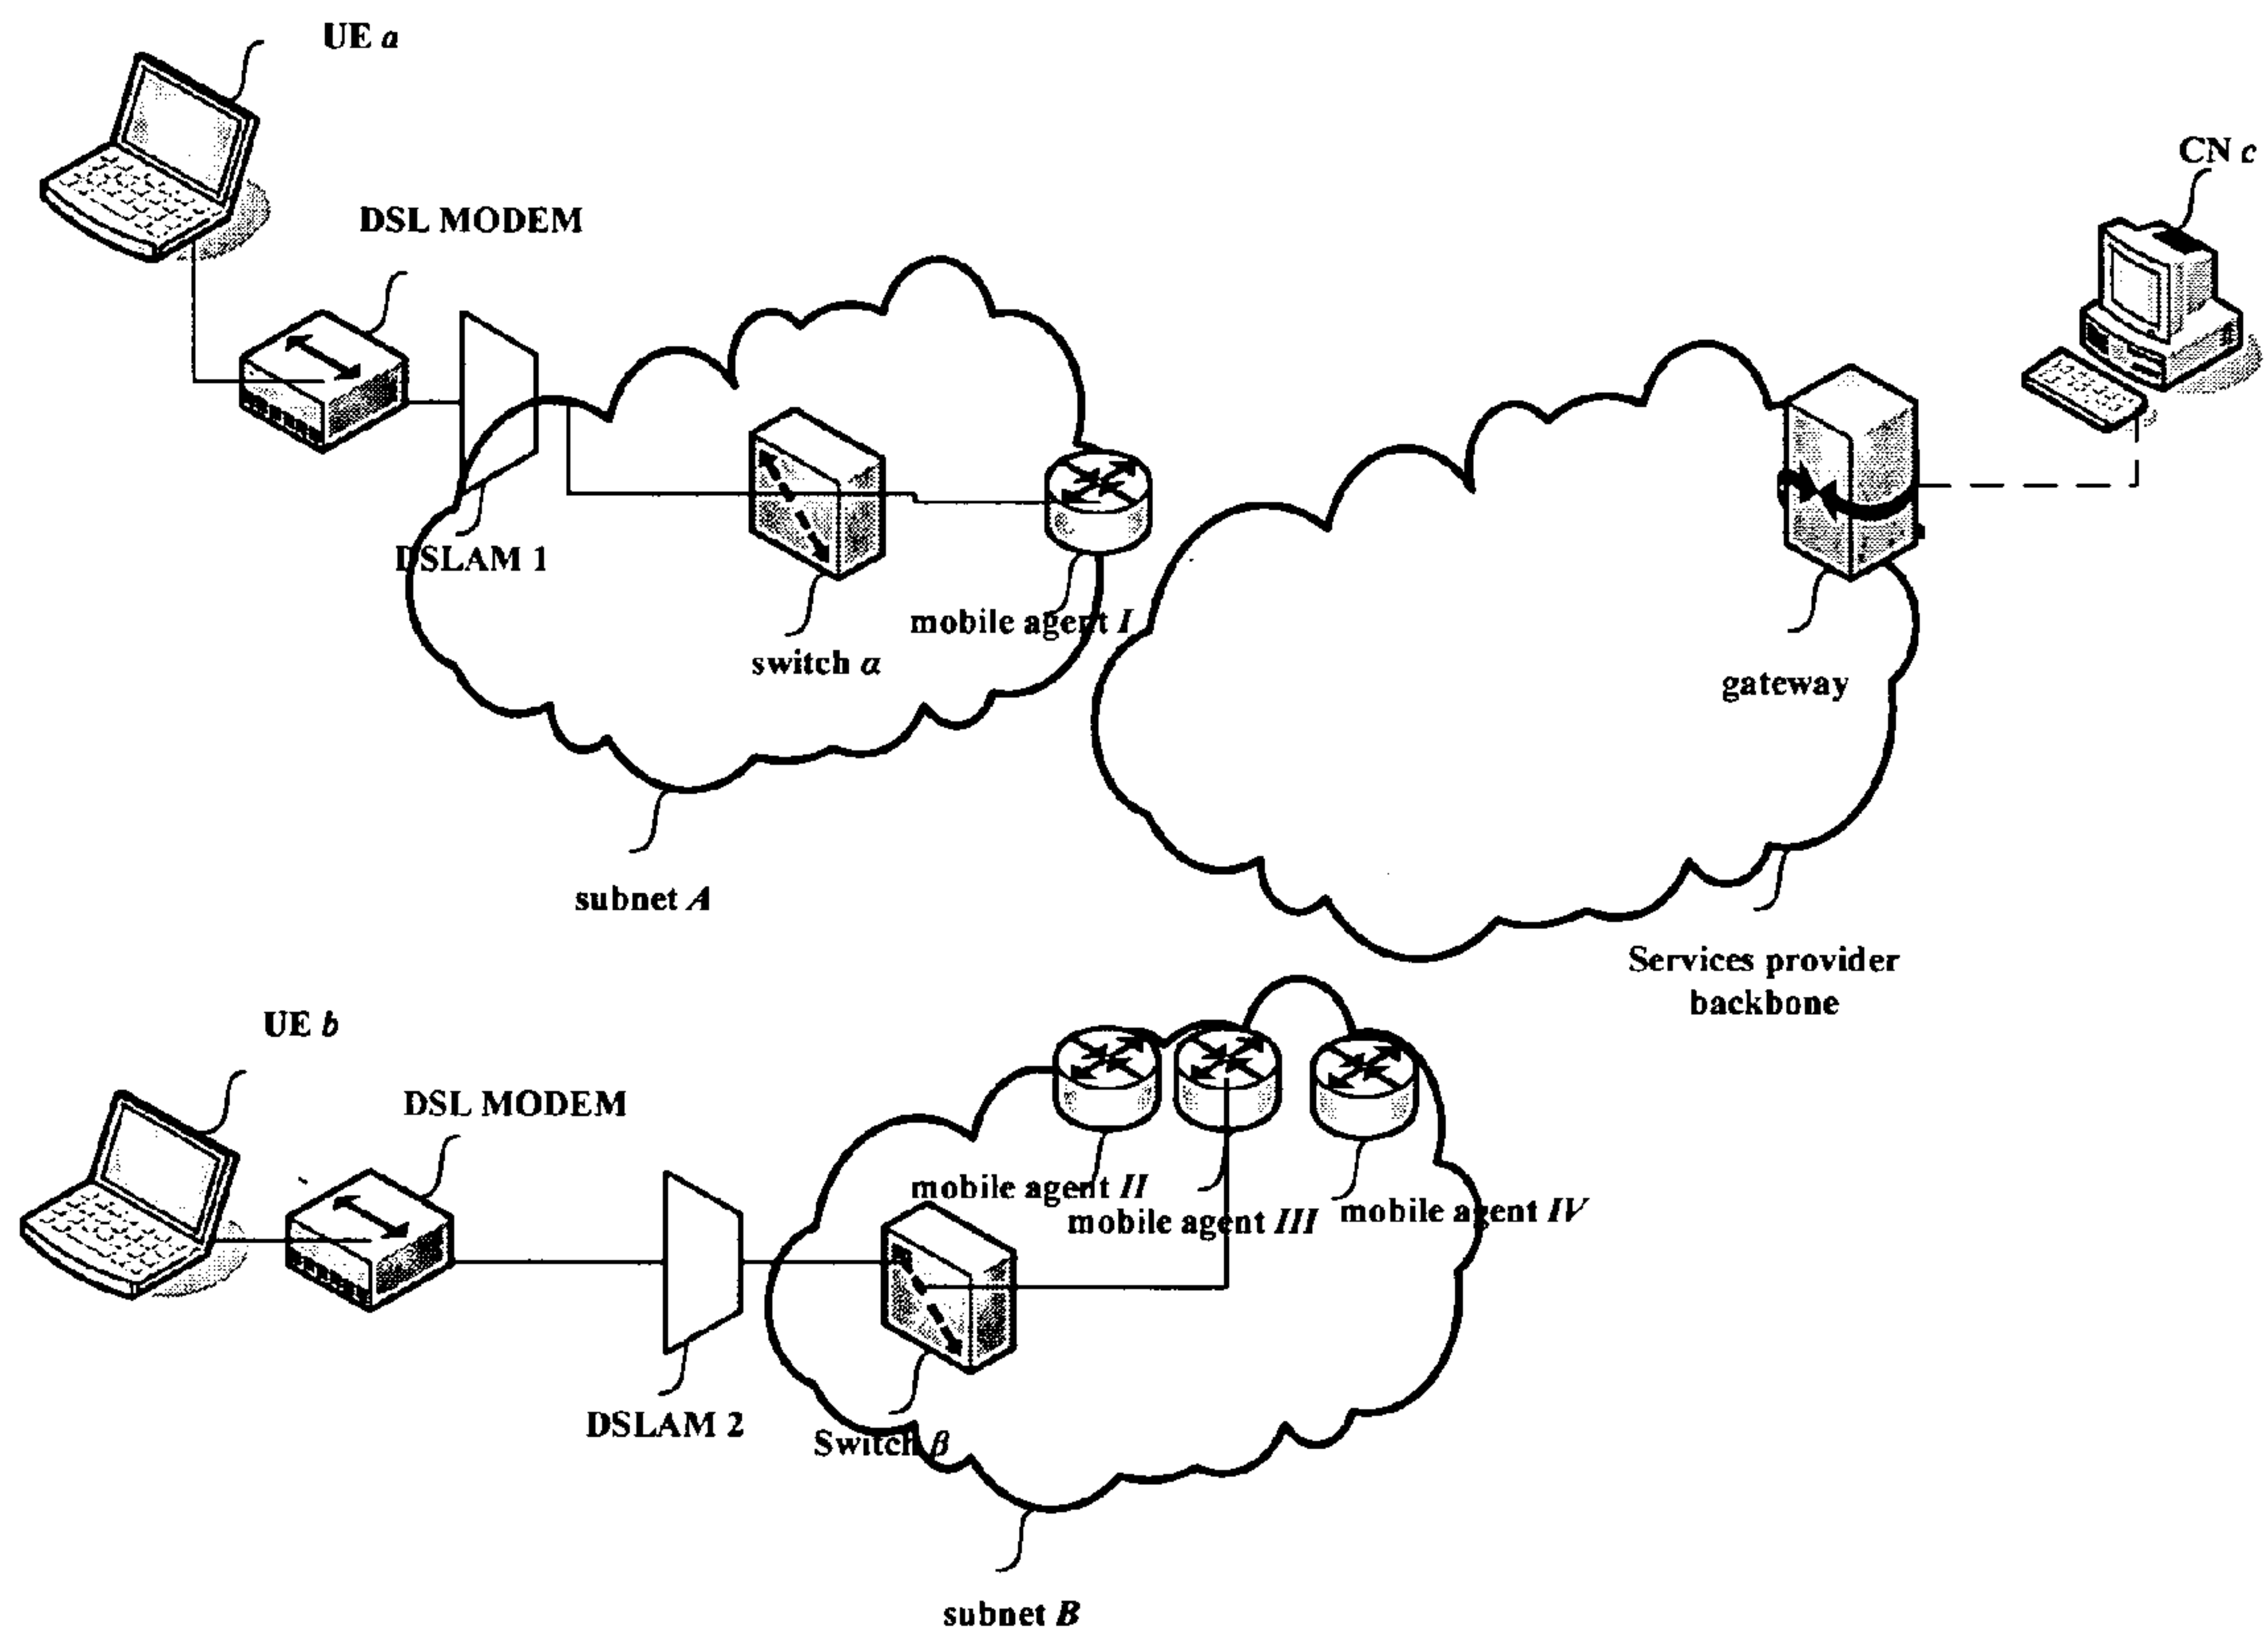 UE a
CN c
DSL MODEM
DSLAM 1
mobile agent I
switch α
gateway
subnet A
Services provider
backbone
UE b
DSL MODEM
mobile agent II
mobile agent III
mobile agent IV
DSLAM 2
Switch β
subnet B